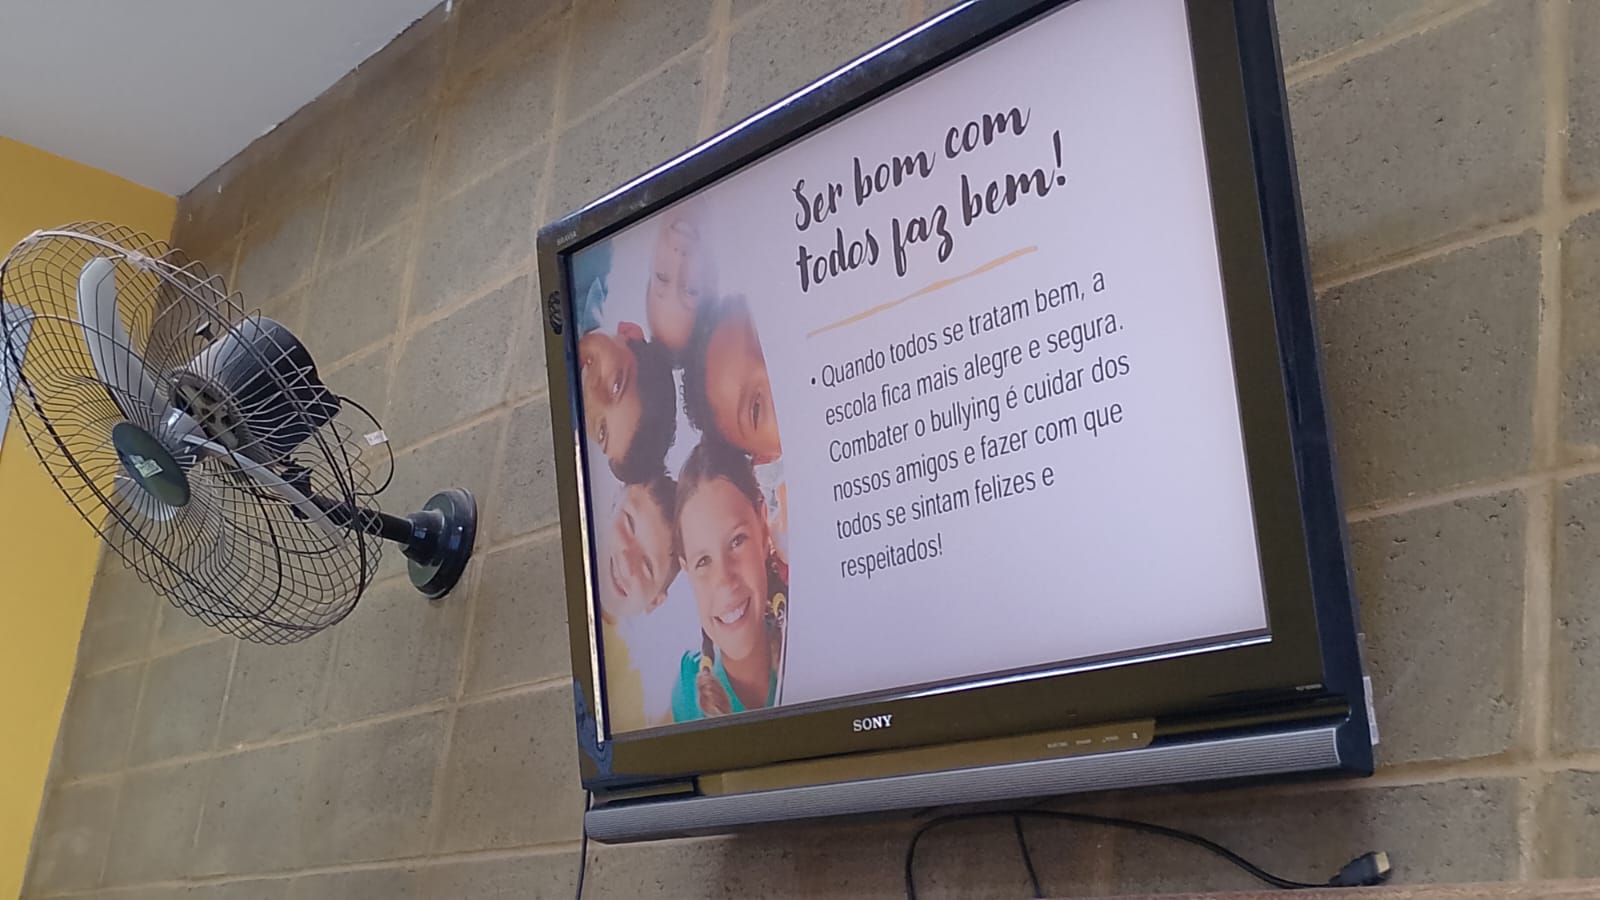 BRAVIA
Ser bom com
todos faz bem!
• Quando todos se tratam bem, a
escola fica mais alegre e segura.
Combater o bullying é cuidar dos
nossos amigos e fazer com que
todos se sintam felizes e
respeitados!
SONY